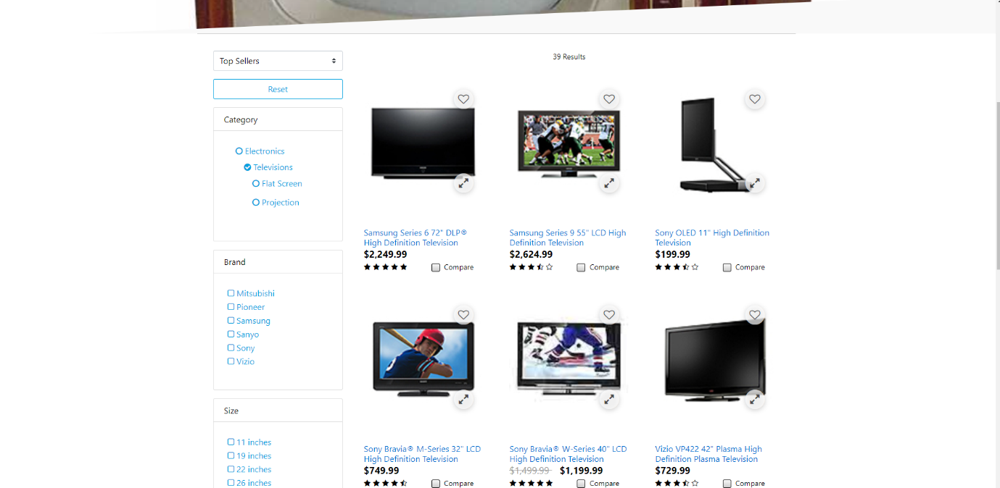 Top Sellers
39 Results
Reset
Category
Electronics
Televisions
Flat Screen
Projection
Samsung Series 6 72" DLP®
High Definition Television
$2,249.99
Compare
Samsung Series 9 55" LCD High
Definition Television
$2,624.99
Compare
Sony OLED 11" High Definition
Television
$199.99
Compare
Brand
Mitsubishi
Pioneer
Samsung
Sanyo
Sony
Vizio
Size
11 inches
19 inches
22 inches
26 inches
Sony Bravia® M-Series 32" LCD
High Definition Television
$749.99
Compare
Sony Bravia® W-Series 40" LCD
High Definition Television
$1,499.99 $1,199.99
Compare
Vizio VP422 42" Plasma High
Definition Plasma Television
$729.99
Compare